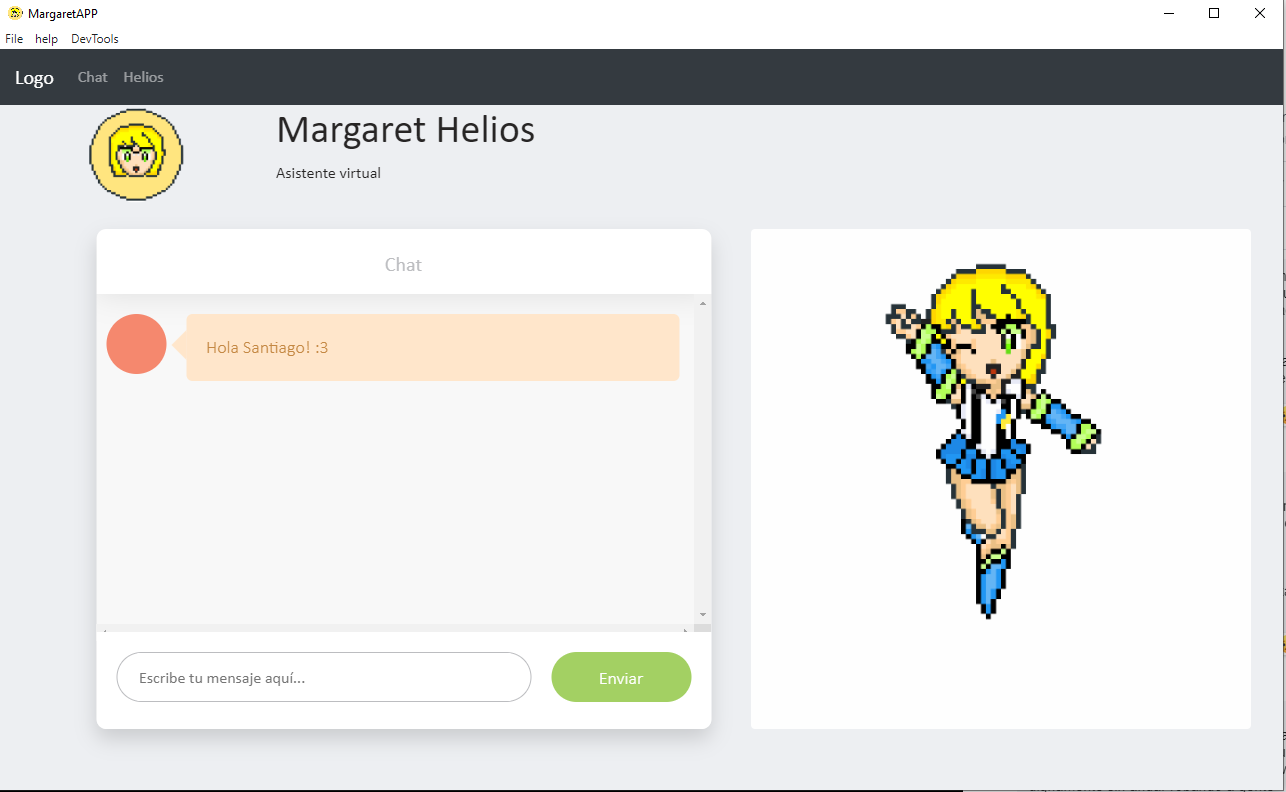 MargaretAPP
File help DevTools
Logo Chat Helios
Margaret Helios
Asistente virtual
Chat
Hola Santiago! :3
Escribe tu mensaje aquí...
Enviar